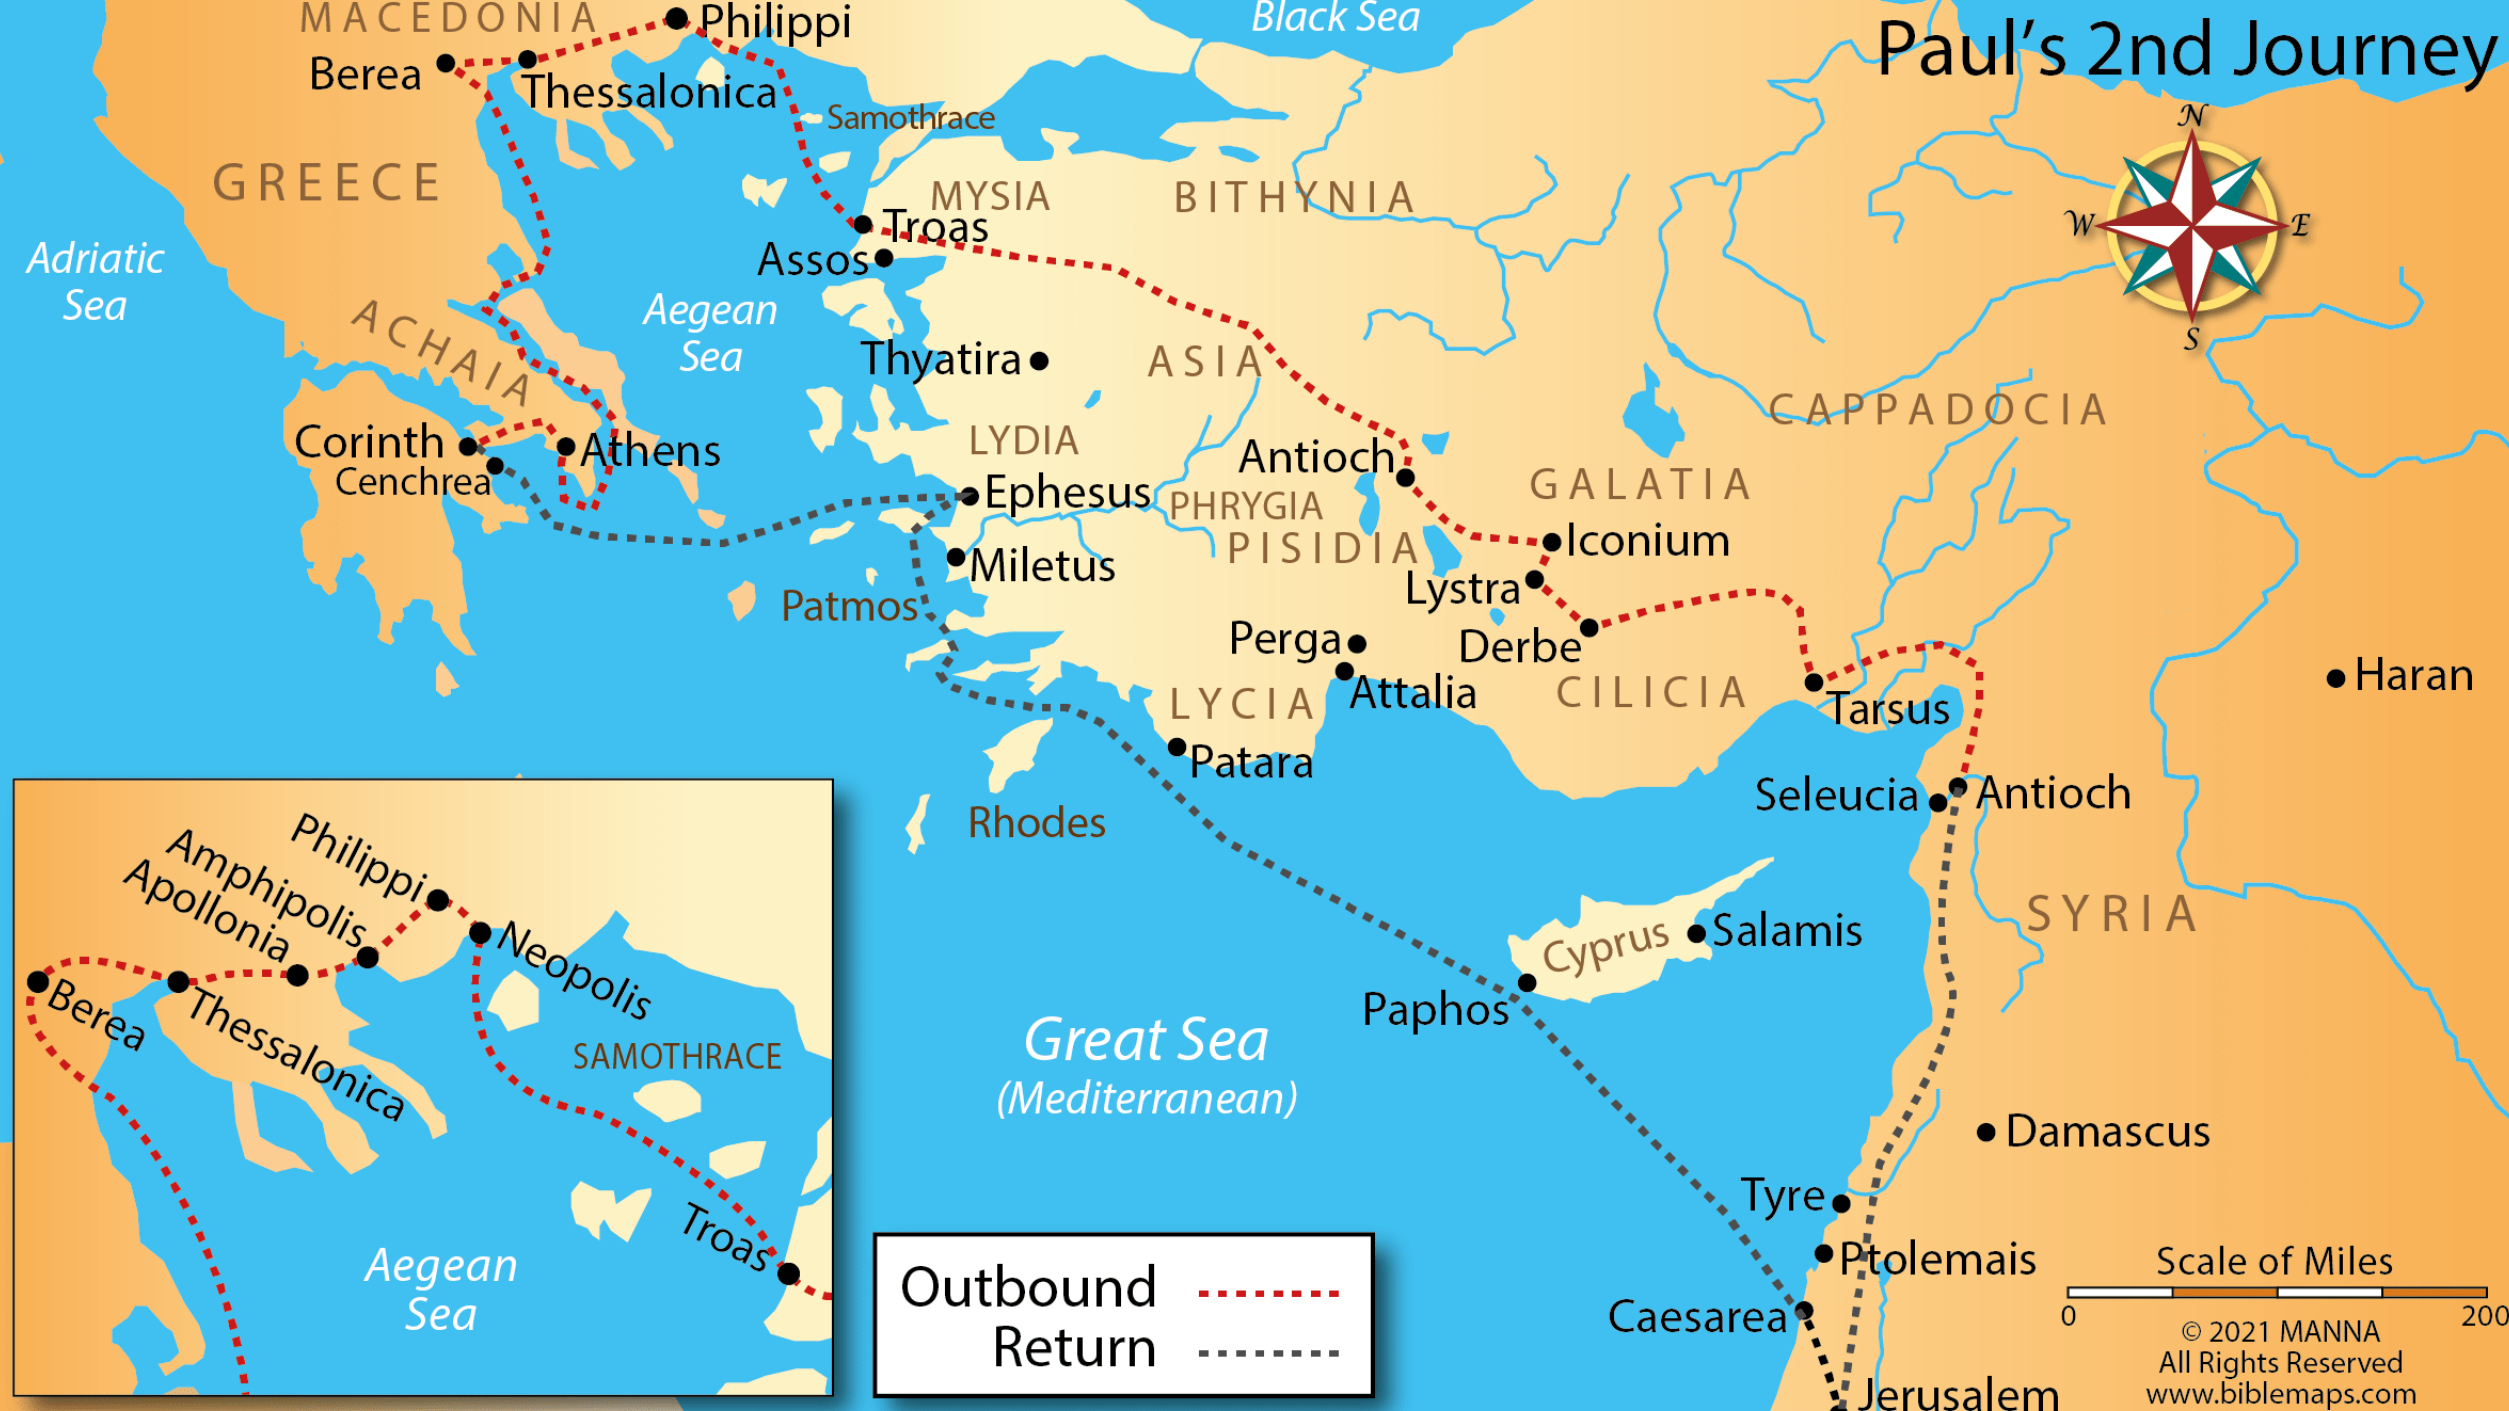 Paul's 2nd Journey
Black Sea
MACEDONIA
Philippi
Berea
Thessalonica
Samothrace
GREECE
MYSIA
BITHYNIA
Troas
Assos
Adriatic
Sea
Aegean
Sea
ACHAIA
Thyatira
ASIA
CAPPADOCIA
LYDIA
Corinth
Athens
Cenchrea
Antioch
GALATIA
Ephesus
PHRYGIA
PISIDIA
Iconium
Miletus
Lystra
Patmos
Perga
Derbe
LYCIA
Attalia
CILICIA
Tarsus
Haran
Patara
Seleucia
Antioch
Rhodes
SYRIA
Cyprus
Salamis
Paphos
Great Sea
(Mediterranean)
Damascus
Tyre
Ptolemais
Caesarea
Jerusalem
N
W
E
S
Philippi
Amphipolis
Apollonia
Neopolis
Berea
Thessalonica
SAMOTHRACE
Troas
Aegean
Sea
Outbound
Return
Scale of Miles
0
200
© 2021 MANNA
All Rights Reserved
www.biblemaps.com